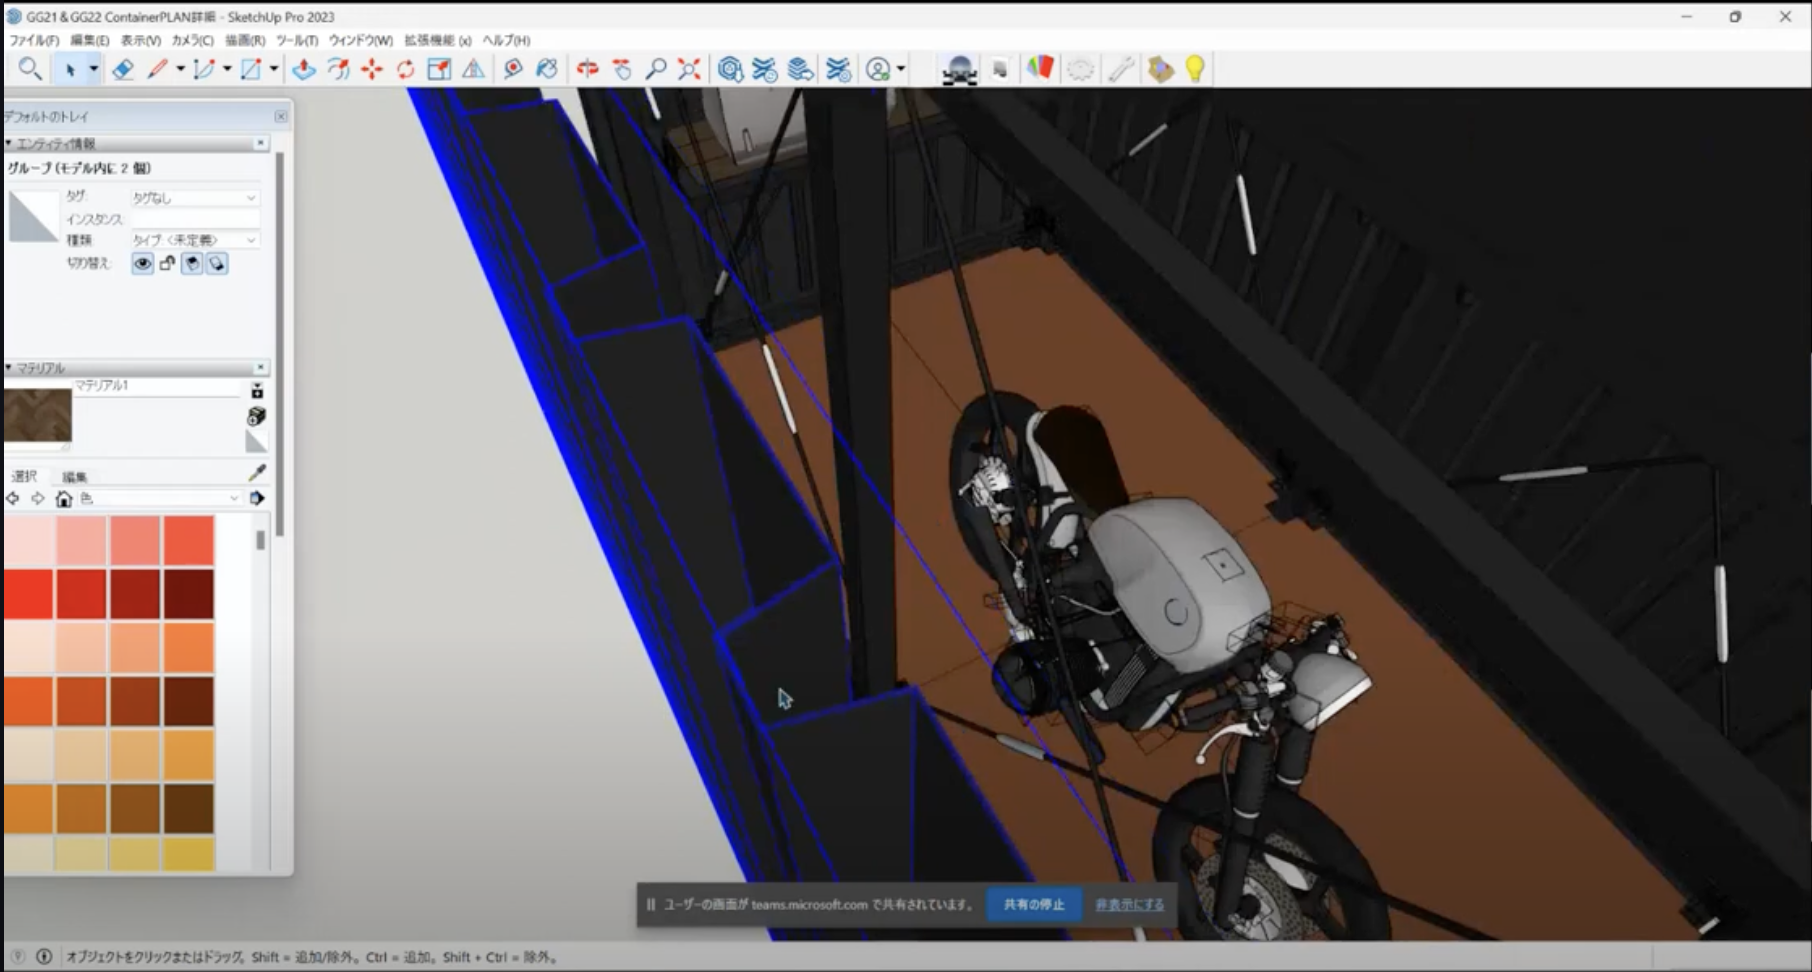 GG21 & GG22 ContainerPLAN詳細 - SketchUp Pro 2023
ファイル(F) 編集(E) 表示(V) カメラ(C) 描画(R) ツール(T) ウィンドウ(W) 拡張機能 (x) ヘルプ(H)
デフォルトのトレイ
エンティティ情報
グループ (モデル内に 2 個)
タグ: タグなし
インスタンス:
種類: タイプ: <未定義>
切り替え:
マテリアル
マテリアル1
選択 編集
色
ユーザーの画面が teams.microsoft.com で共有されています。 共有の停止 非表示にする
オブジェクトをクリックまたはドラッグ。Shift = 追加/除外。Ctrl = 追加。Shift + Ctrl = 除外。